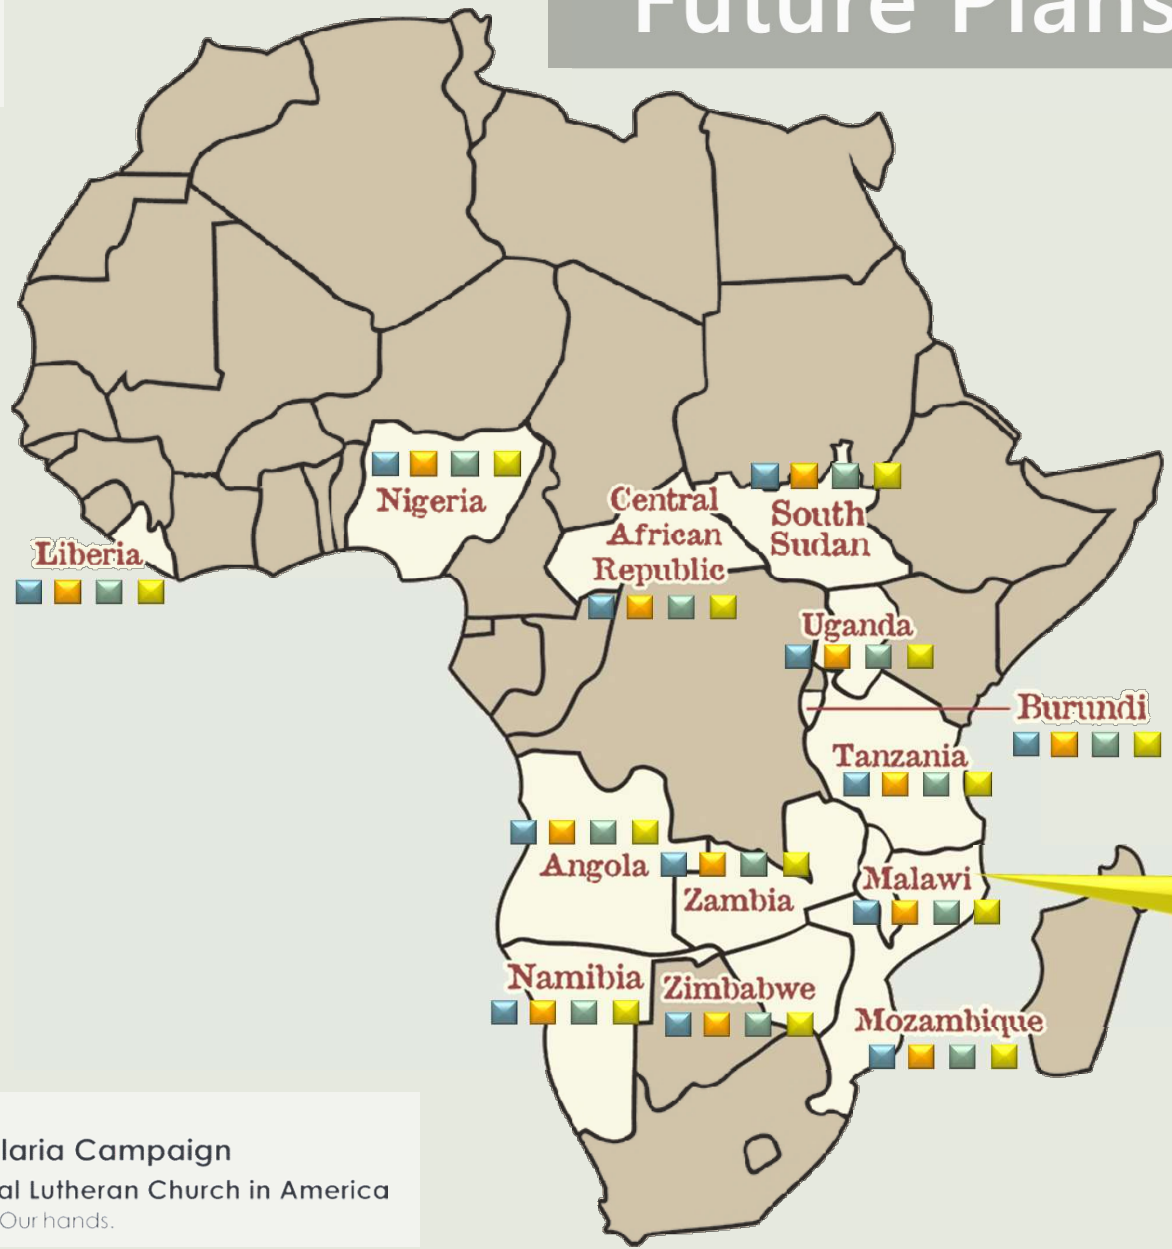 Future Plans
Nigeria
Central
African
Republic
South
Sudan
Liberia
Uganda
Burundi
Tanzania
Angola
Zambia
Malawi
Namibia
Zimbabwe
Mozambique
laria Campaign
al Lutheran Church in America
Our hands.